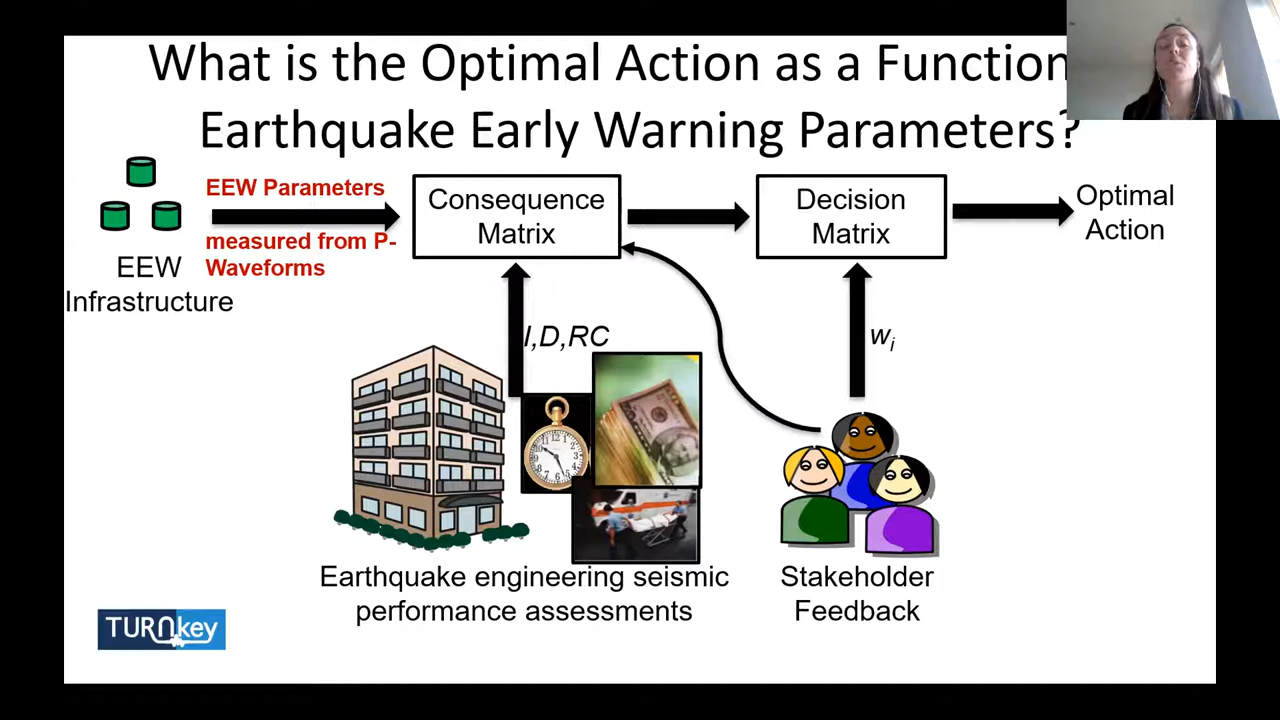 What is the Optimal Action as a Function
Earthquake Early Warning Parameters?
EEW Parameters
measured from P-
Waveforms
EEW
Infrastructure
Consequence
Matrix
Decision
Matrix
Optimal
Action
I,D,RC
wi
Earthquake engineering seismic
performance assessments
Stakeholder
Feedback
TURNkey